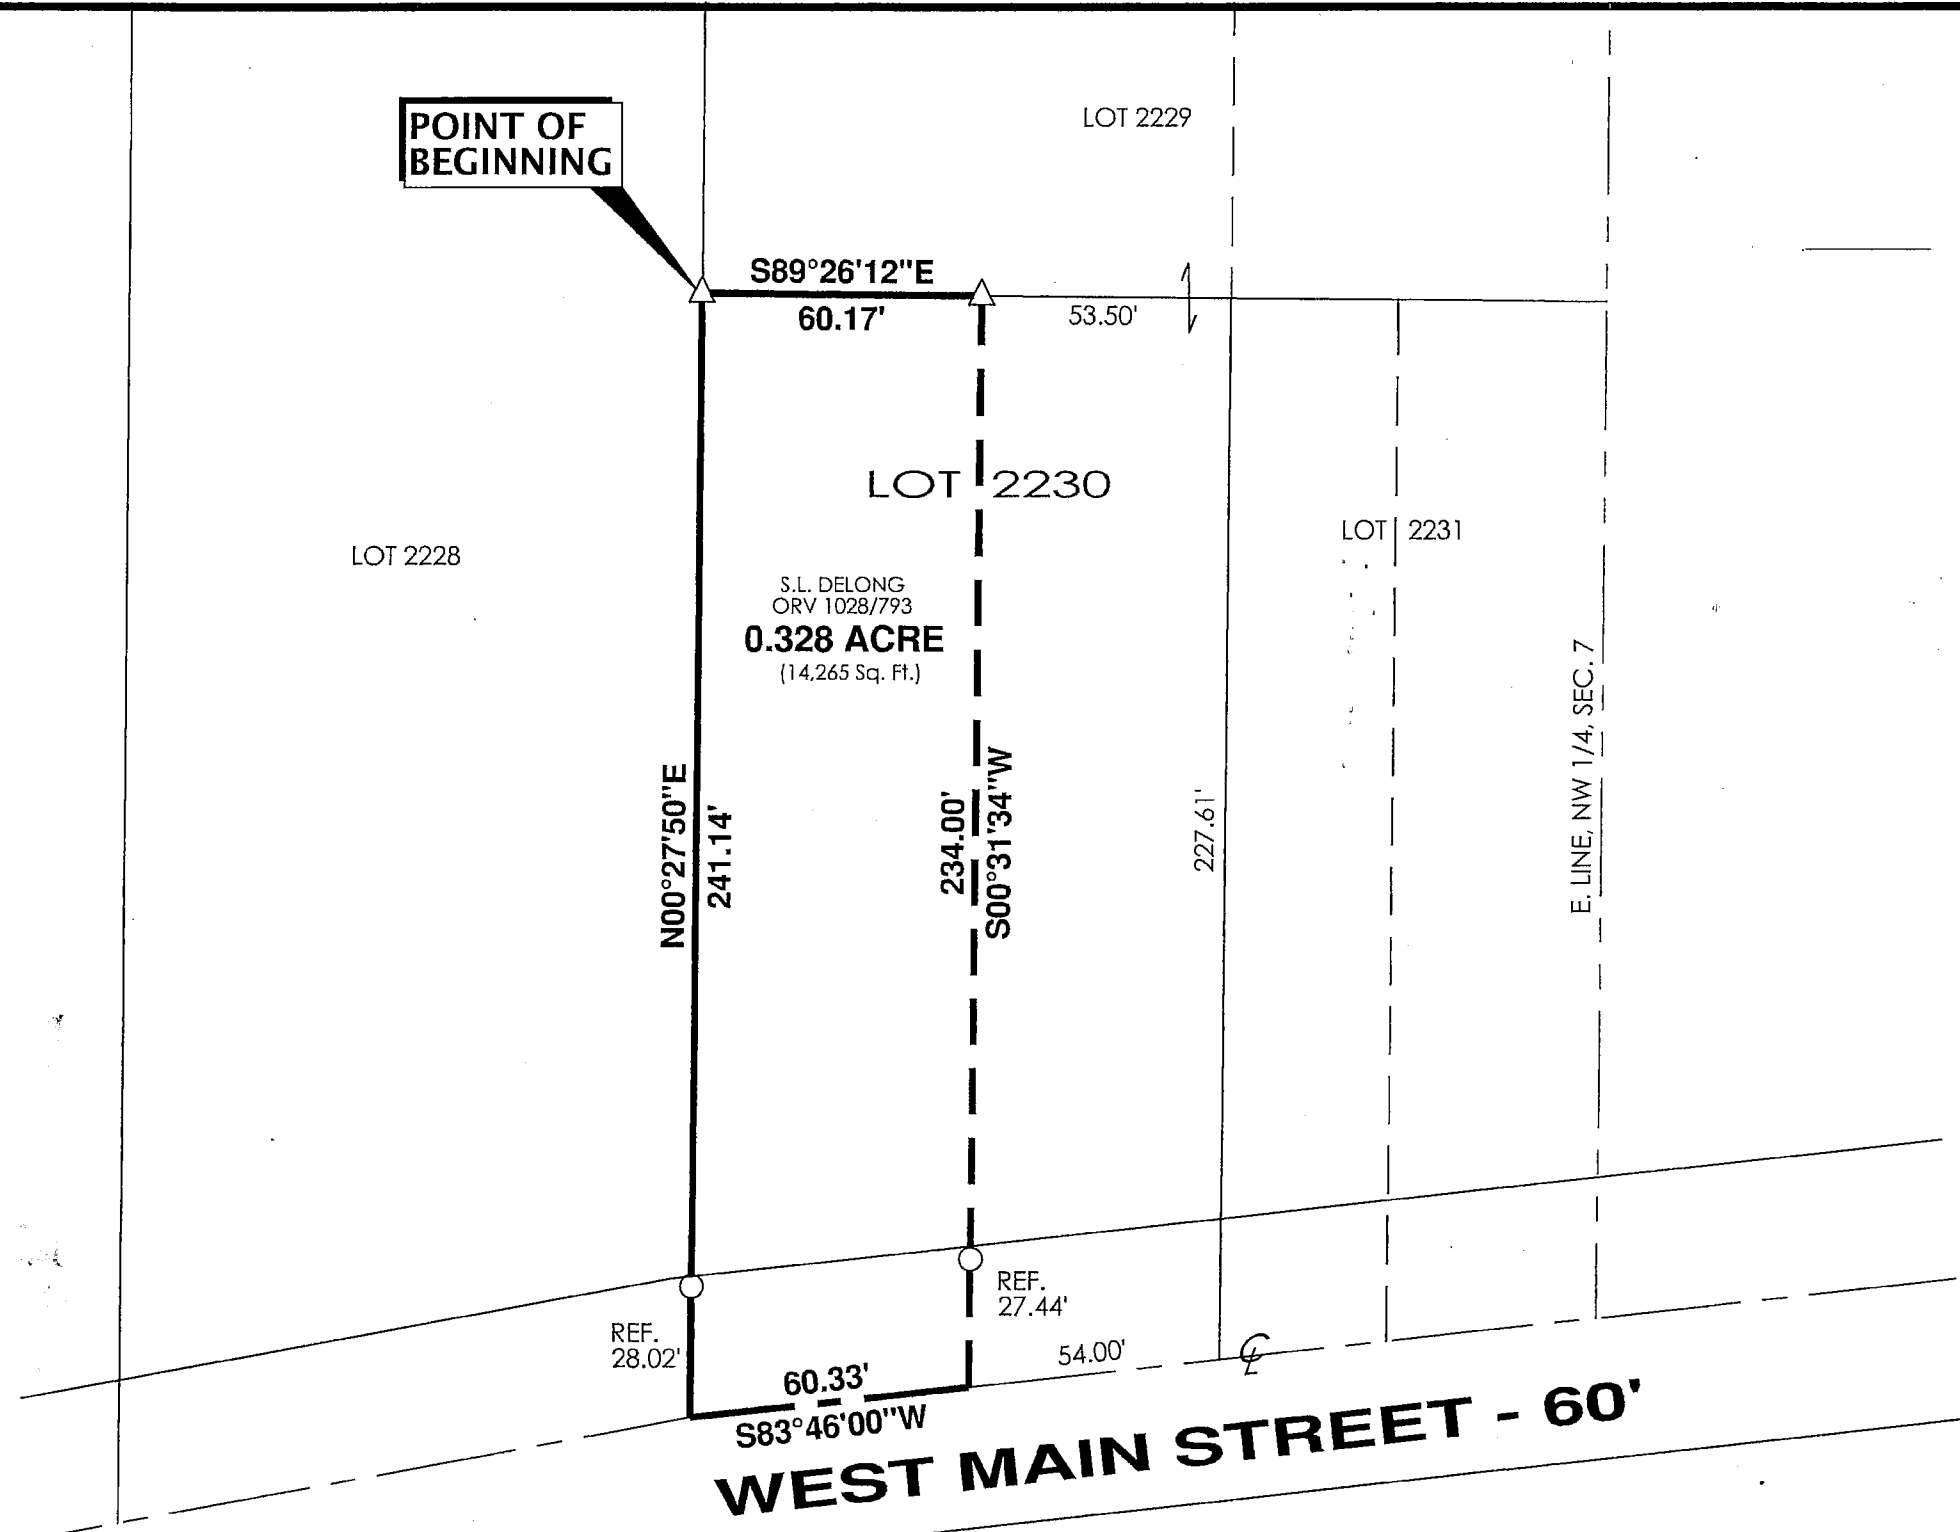 LOT 2229
POINT OF
BEGINNING
S89°26'12"E
60.17'
53.50'
LOT 2230
LOT 2231
LOT 2228
S.L. DELONG
ORV 1028/793
0.328 ACRE
(14,265 Sq. Ft.)
E. LINE, NW 1/4, SEC. 7
N00°27'50"E
241.14'
234.00'
S00°31'34"W
227.61'
REF.
27.44'
REF.
28.02'
54.00'
60.33'
S83°46'00"W
WEST MAIN STREET - 60'